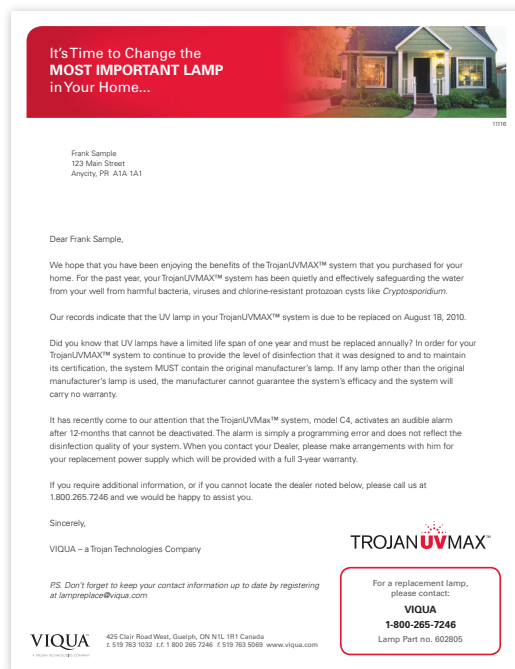 It's Time to Change the
MOST IMPORTANT LAMP
in Your Home...
11116
Frank Sample
123 Main Street
Anycity, PR A1A 1A1
Dear Frank Sample,
We hope that you have been enjoying the benefits of the TrojanUVMAX™ system that you purchased for your
home. For the past year, your TrojanUVMAX™ system has been quietly and effectively safeguarding the water
from your well from harmful bacteria, viruses and chlorine-resistant protozoan cysts like Cryptosporidium.
Our records indicate that the UV lamp in your TrojanUVMAX™ system is due to be replaced on August 18, 2010.
Did you know that UV lamps have a limited life span of one year and must be replaced annually? In order for your
TrojanUVMAX™ system to continue to provide the level of disinfection that it was designed to and to maintain
its certification, the system MUST contain the original manufacturer's lamp. If any lamp other than the original
manufacturer's lamp is used, the manufacturer cannot guarantee the system's efficacy and the system will
carry no warranty.
It has recently come to our attention that the TrojanUVMax™ system, model C4, activates an audible alarm
after 12-months that cannot be deactivated. The alarm is simply a programming error and does not reflect the
disinfection quality of your system. When you contact your Dealer, please make arrangements with him for
your replacement power supply which will be provided with a full 3-year warranty.
If you require additional information, or if you cannot locate the dealer noted below, please call us at
1.800.265.7246 and we would be happy to assist you.
Sincerely,
VIQUA – a Trojan Technologies Company
TROJAN UVMAX™
P.S. Don't forget to keep your contact information up to date by registering
at lampreplace@viqua.com
For a replacement lamp,
please contact:
VIQUA
1-800-265-7246
Lamp Part no. 602805
VIQUA™
A TROJAN TECHNOLOGIES COMPANY
425 Clair Road West, Guelph, ON N1L 1R1 Canada
t. 519 763 1032 t.f. 1 800 265 7246 f. 519 763 5069 www.viqua.com